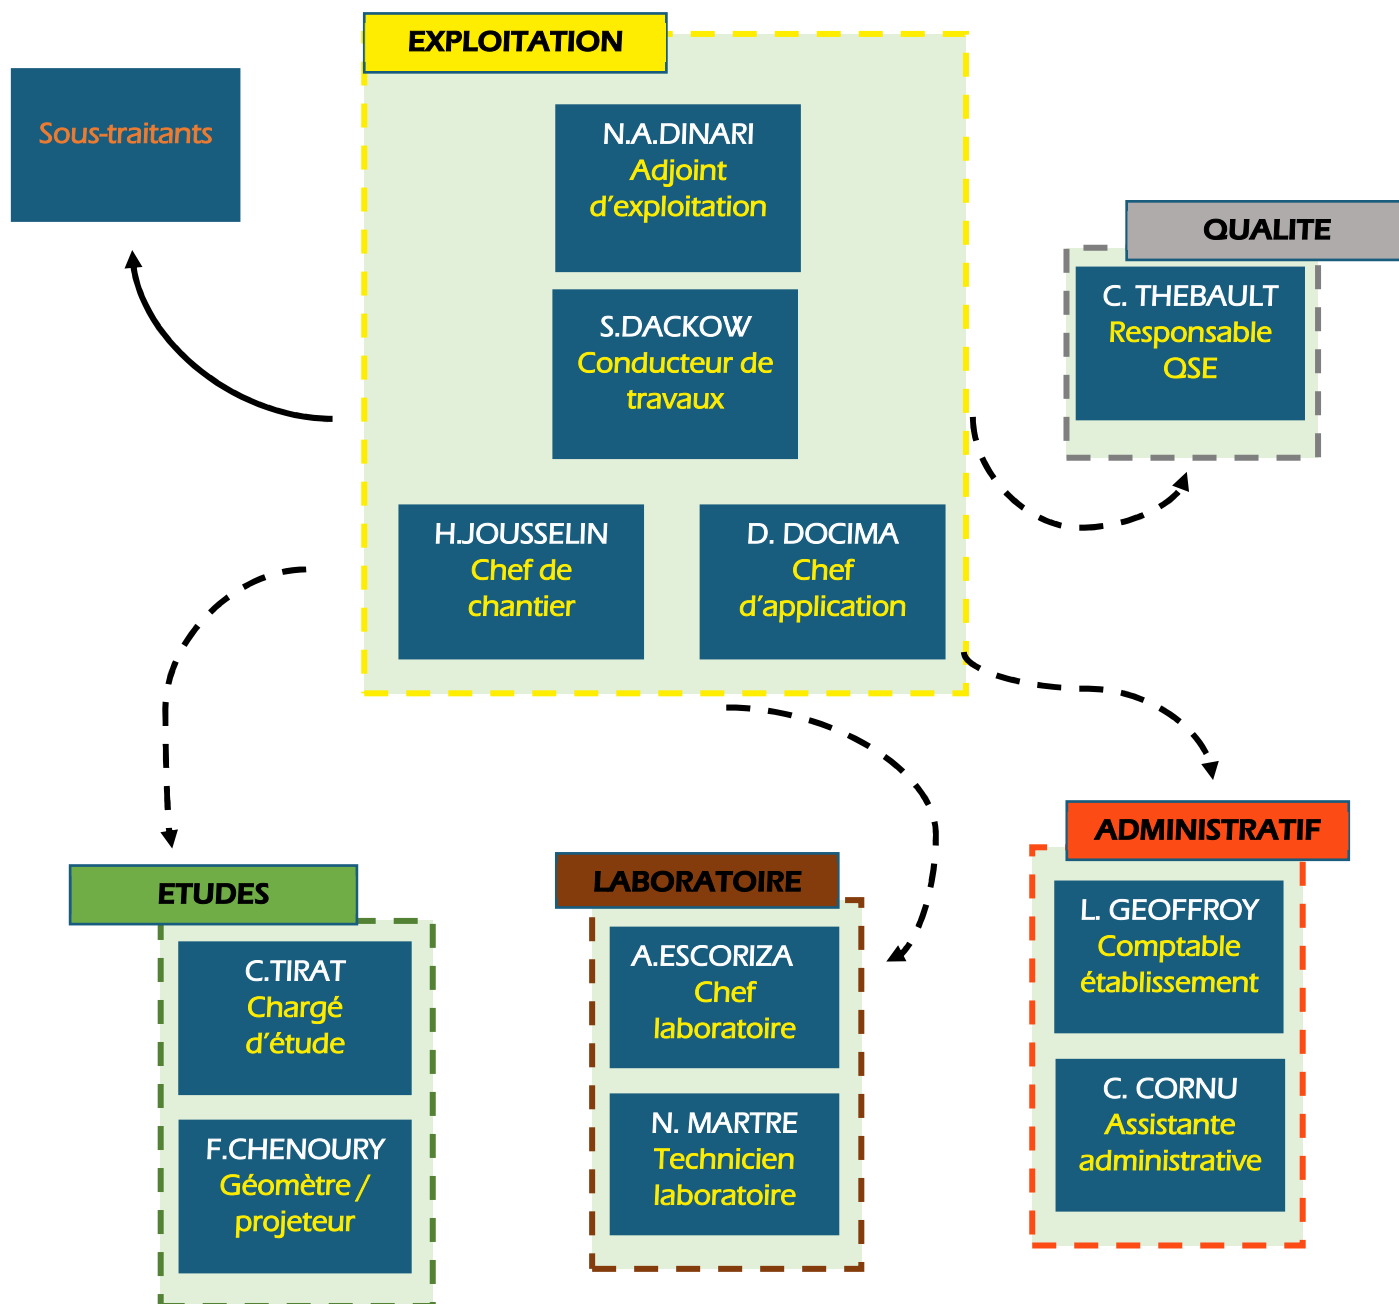 EXPLOITATION
Sous-traitants
N.A.DINARI
Adjoint
d'exploitation
S.DACKOW
Conducteur de
travaux
H.JOUSSELIN
Chef de
chantier
D. DOCIMA
Chef
d'application
QUALITE
C. THEBAULT
Responsable
QSE
ETUDES
C.TIRAT
Chargé
d'étude
F.CHENOURY
Géomètre /
projeteur
LABORATOIRE
A.ESCORIZA
Chef
laboratoire
N. MARTRE
Technicien
laboratoire
ADMINISTRATIF
L. GEOFFROY
Comptable
établissement
C. CORNU
Assistante
administrative